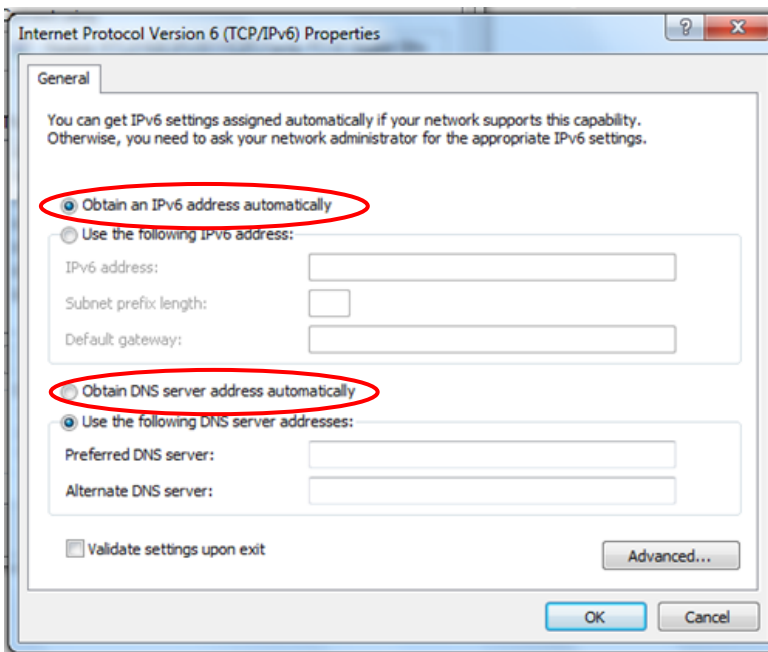 Internet Protocol Version 6 (TCP/IPv6) Properties
General
You can get IPv6 settings assigned automatically if your network supports this capability.
Otherwise, you need to ask your network administrator for the appropriate IPv6 settings.
Obtain an IPv6 address automatically
Use the following IPv6 address:
IPv6 address:
Subnet prefix length:
Default gateway:
Obtain DNS server address automatically
Use the following DNS server addresses:
Preferred DNS server:
Alternate DNS server:
Validate settings upon exit
Advanced...
OK
Cancel